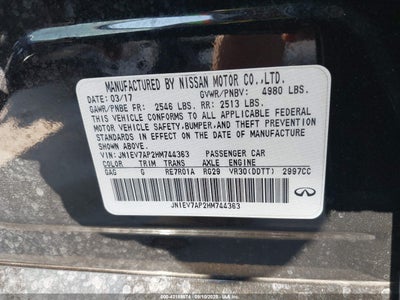 MANUFACTURED BY NISSAN MOTOR CO.,LTD.
DATE: 03/17 GVWR/PNBV: 4980 LBS.
GAWR/PNBE FR: 2546 LBS. RR: 2513 LBS.
THIS VEHICLE CONFORMS TO ALL APPLICABLE FEDERAL
MOTOR VEHICLE SAFETY, BUMPER, AND THEFT PREVENTION
STANDARDS IN EFFECT ON THE DATE OF MANUFACTURE
SHOWN ABOVE.
VIN: JN1EV7AP2HM744363 PASSENGER CAR
COLOR TRIM TRANS AXLE ENGINE
GAG G RE7R01A RG29 VR30(DDTT) 2997CC
JN1EV7AP2HM744363
INFINITI